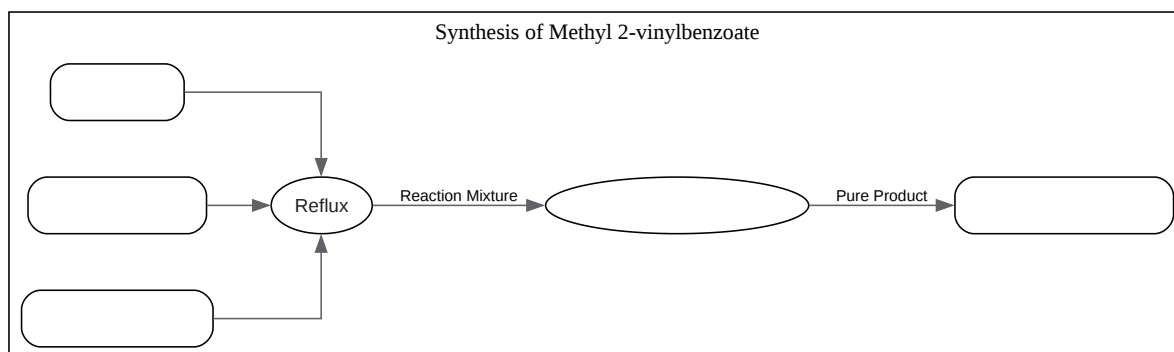 Synthesis of Methyl 2-vinylbenzoate
Reflux
Reaction Mixture
Pure Product